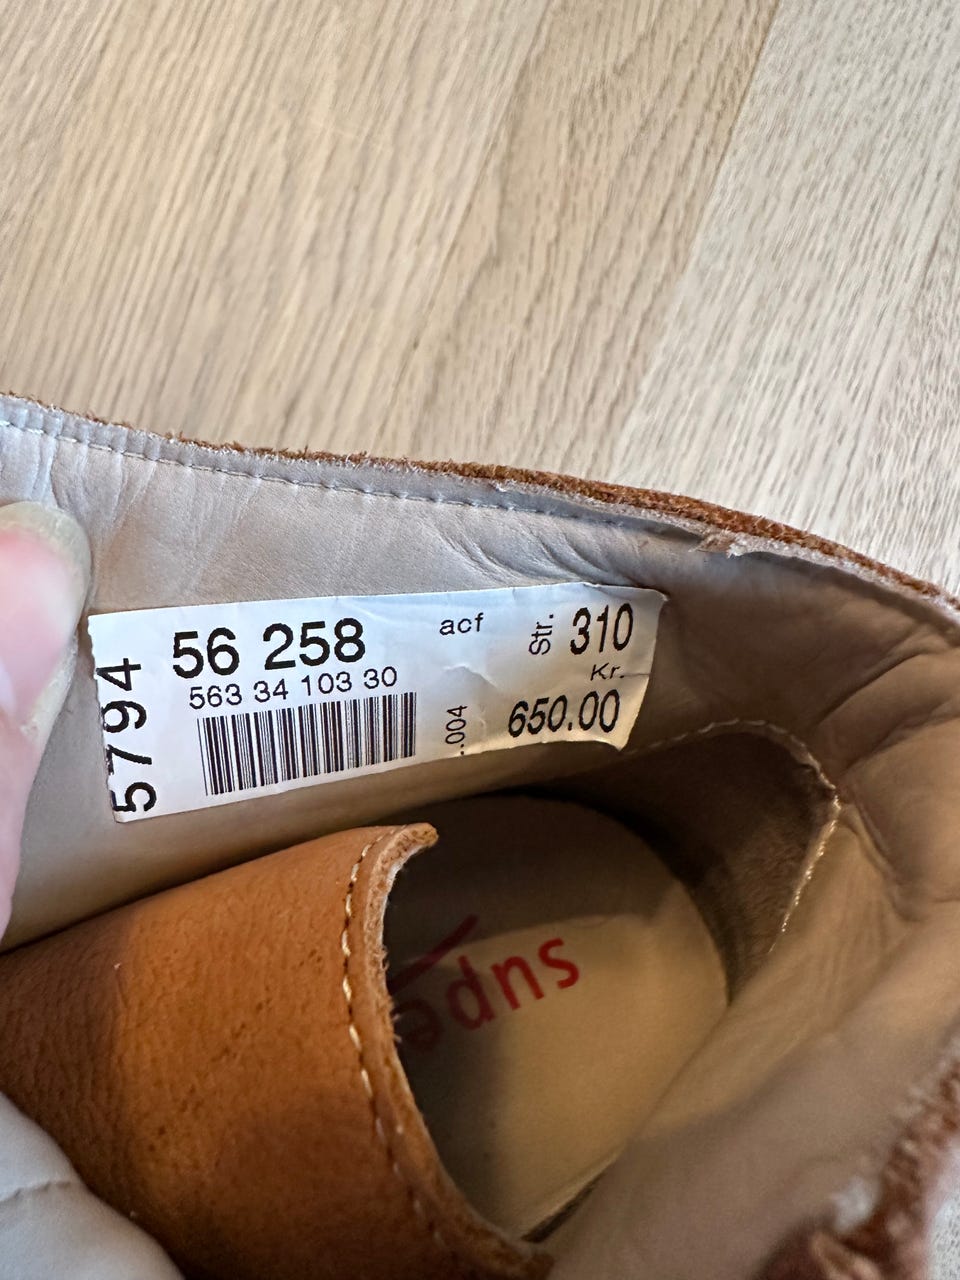 56 258
acf
Str. 310
563 34 103 30
Kr.
650.00
.004
5794
supe